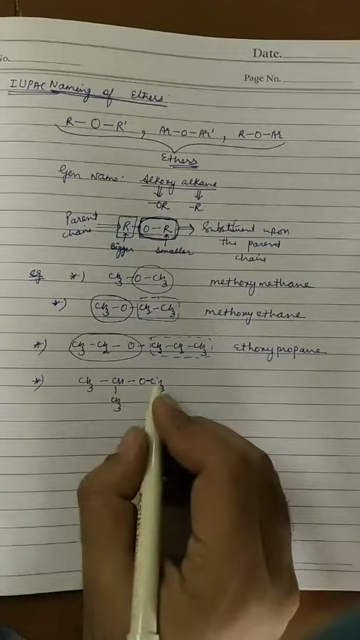 No.
Date.
Page No.
IUPAC Naming of Ethers:
R-O-R' , Ar-O-Ar' , R-O-Ar
Ethers
Gen Name: Alkoxy alkane
-OR -R
Parent chain R O-R Substituent upon the parent chain
Bigger smaller
eg *) CH3-O-CH3 methoxymethane
*) CH3-O-CH2-CH3 methoxyethane
*) CH3-CH2-O-CH2-CH2-CH3 Ethoxypropane
*) CH3-CH-O-CH3
CH3